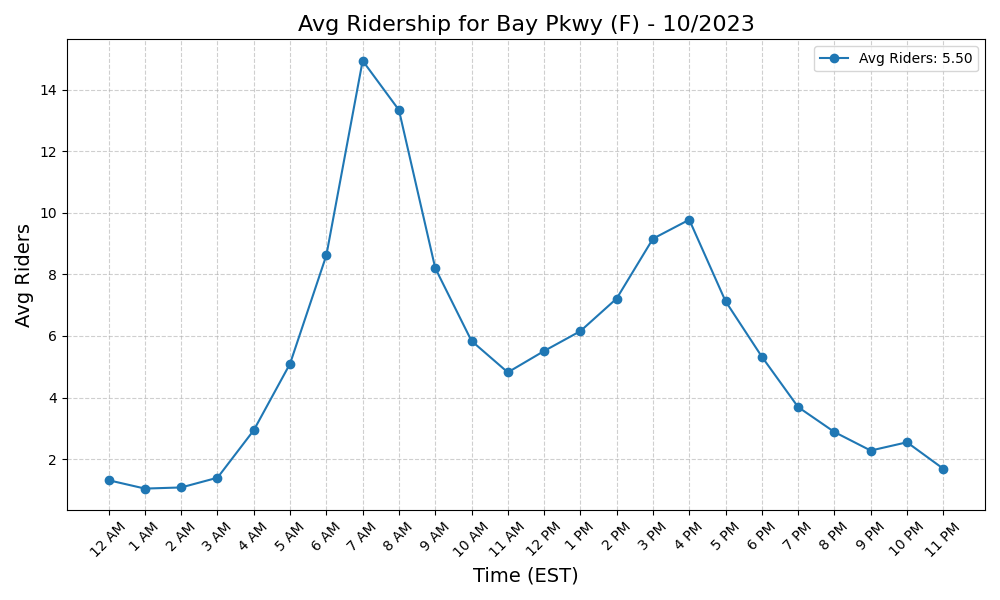 Avg Ridership for Bay Pkwy (F) - 10/2023
Avg Riders: 5.50
14
12
10
8
6
4
2
Avg Riders
12 AM
1 AM
2 AM
3 AM
4 AM
5 AM
6 AM
7 AM
8 AM
9 AM
10 AM
11 AM
12 PM
1 PM
2 PM
3 PM
4 PM
5 PM
6 PM
7 PM
8 PM
9 PM
10 PM
11 PM
Time (EST)